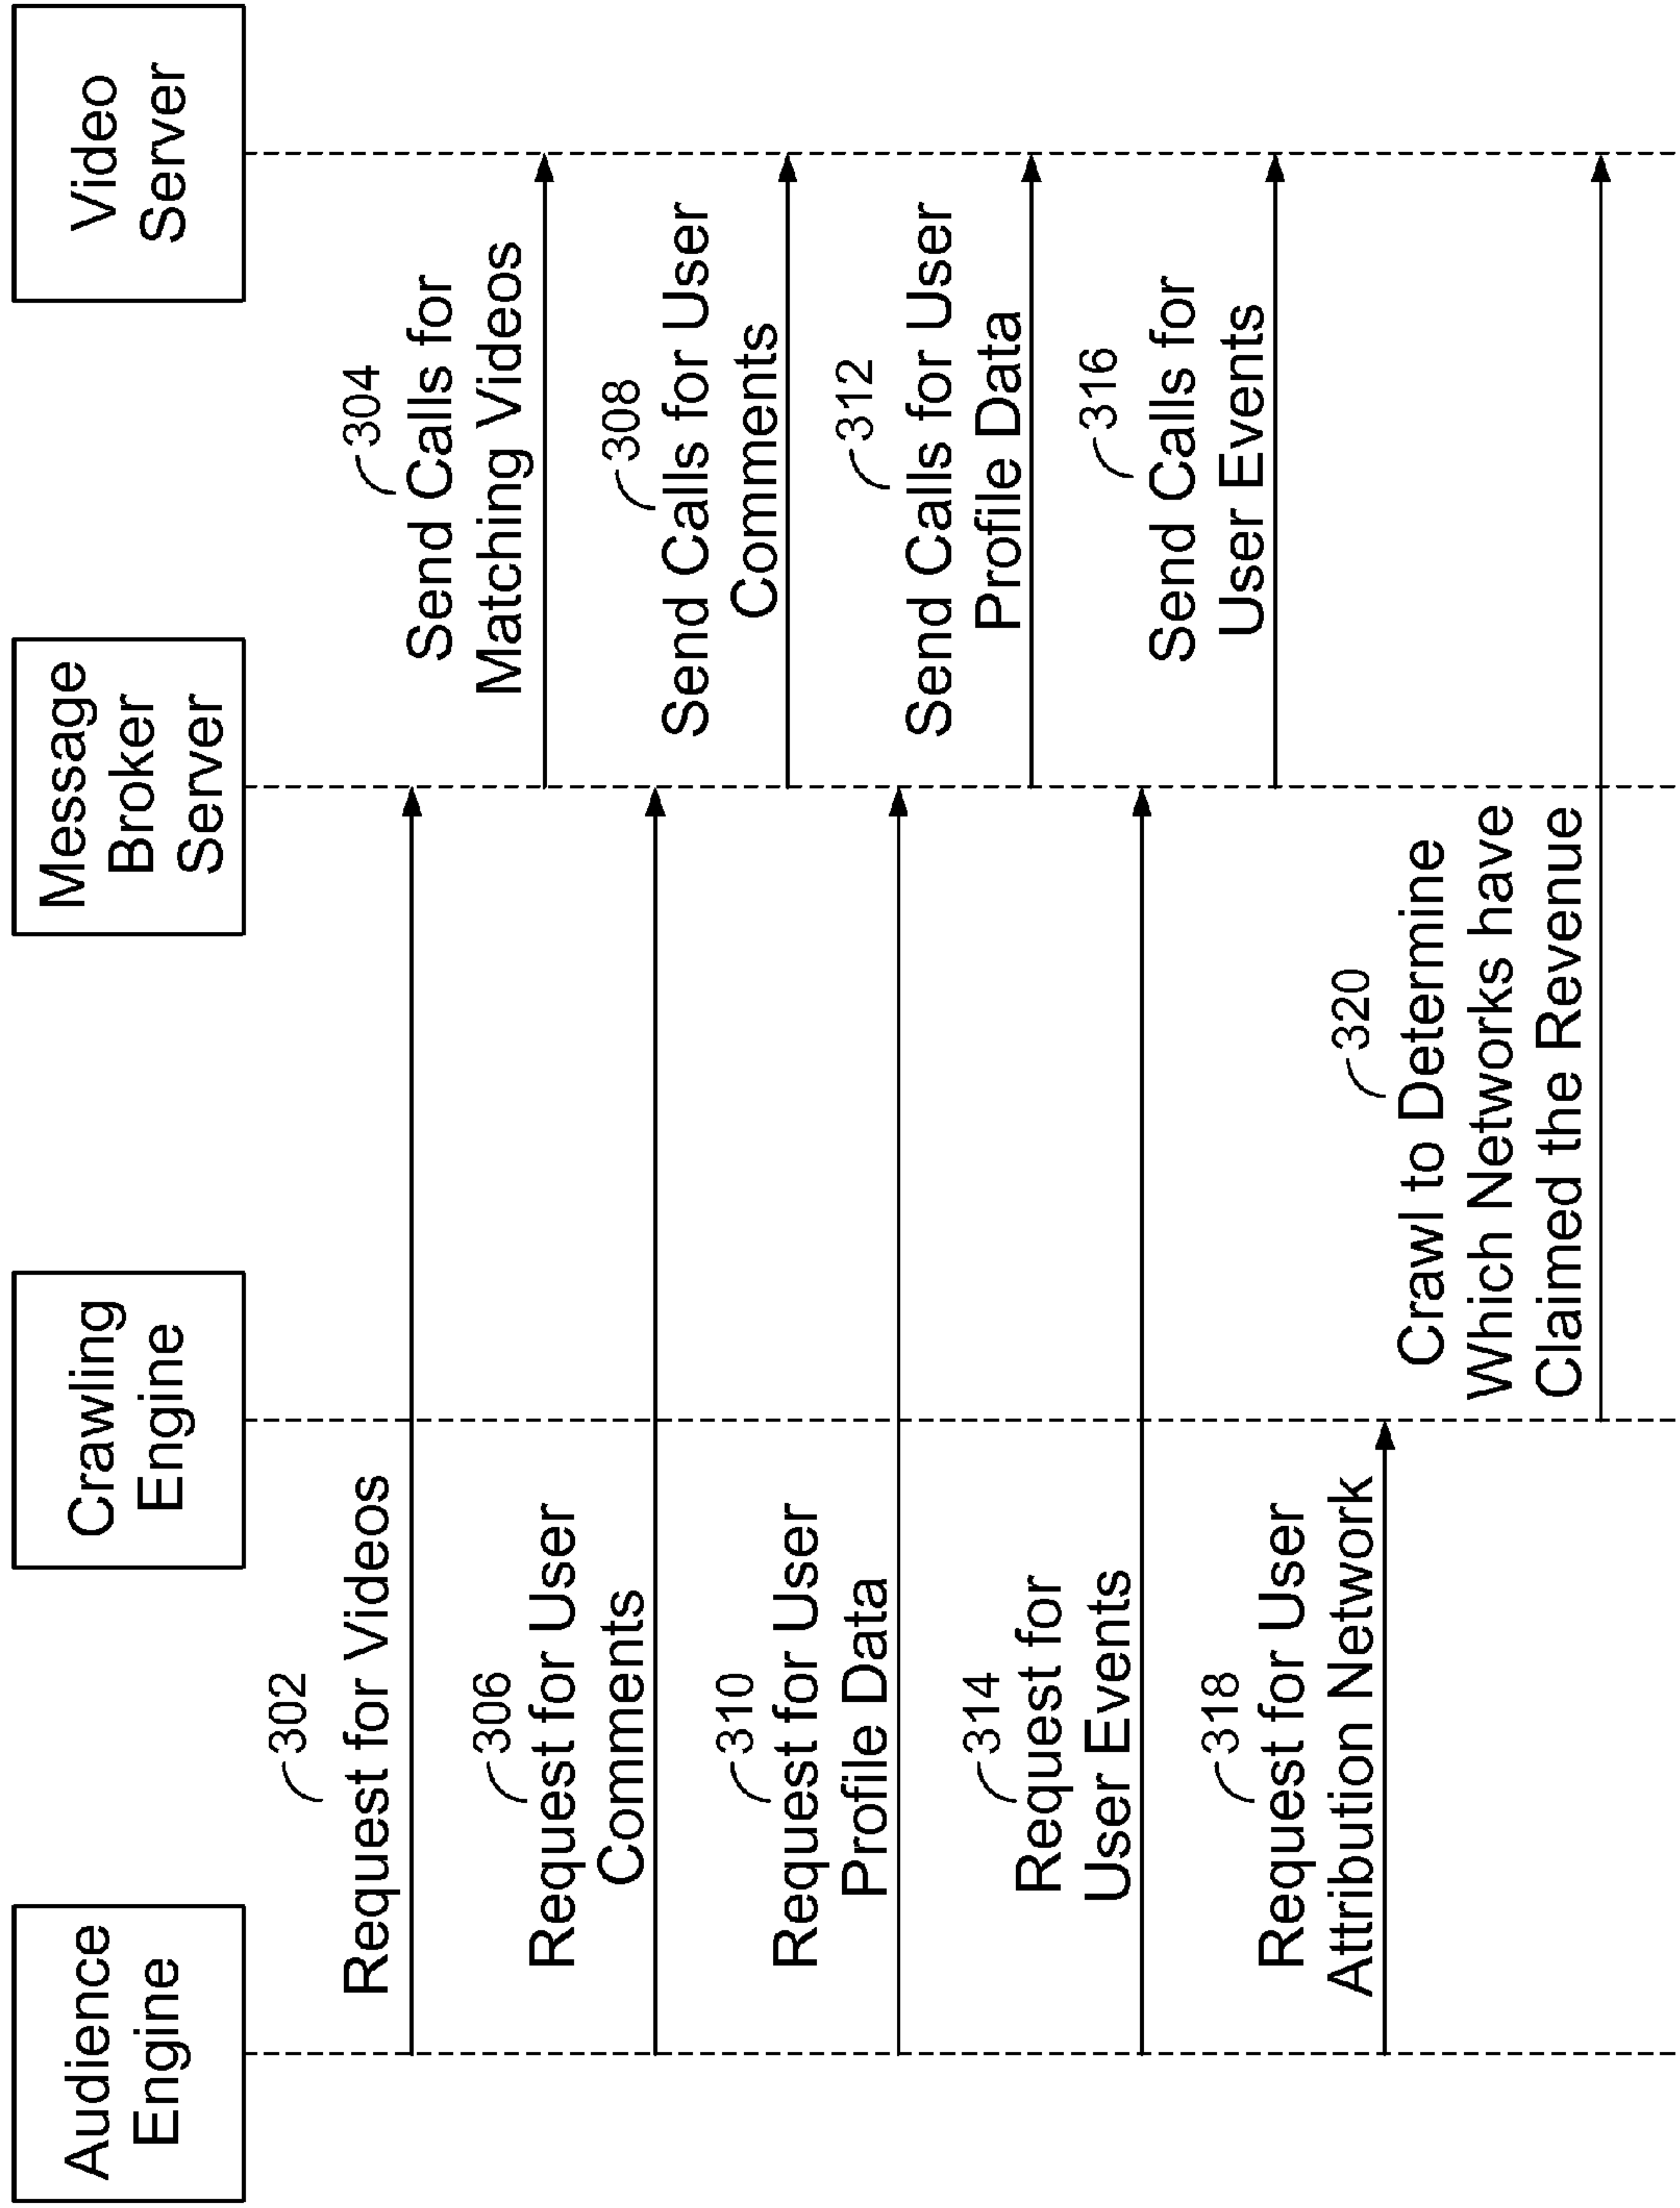 Audience
Engine
Crawling
Engine
Message
Broker
Server
Video
Server
302
Request for Videos
304
Send Calls for
Matching Videos
306
Request for User
Comments
308
Send Calls for User
Comments
310
Request for User
Profile Data
312
Send Calls for User
Profile Data
314
Request for
User Events
316
Send Calls for
User Events
318
Request for User
Attribution Network
320
Crawl to Determine
Which Networks have
Claimed the Revenue